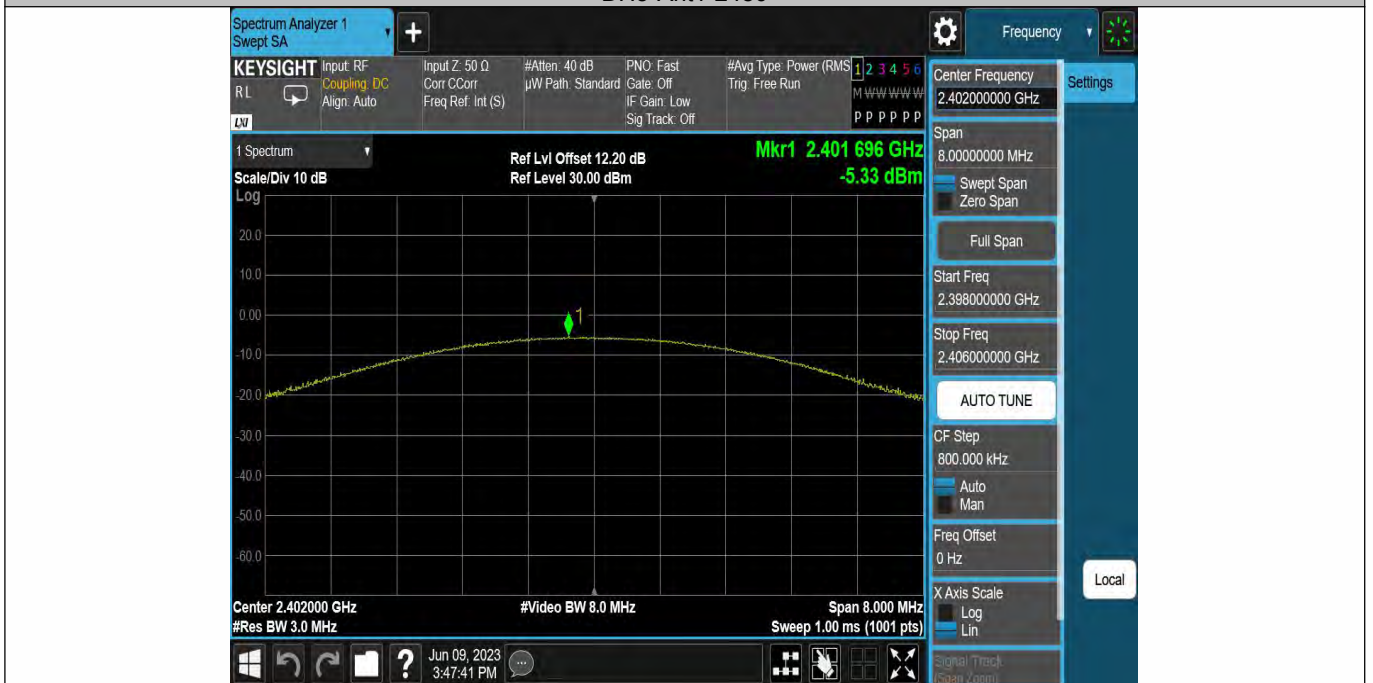 Spectrum Analyzer 1
Swept SA
+
Frequency
KEYSIGHT
RL
LXI
Input: RF
Coupling: DC
Align: Auto
Input Z: 50 Ω
Corr CCorr
Freq Ref: Int (S)
#Atten: 40 dB
µW Path: Standard
PNO: Fast
Gate: Off
IF Gain: Low
Sig Track: Off
#Avg Type: Power (RMS
Trig: Free Run
1 2 3 4 5 6
M W W W W W
P P P P P P
1 Spectrum
Scale/Div 10 dB
Log
Ref Lvl Offset 12.20 dB
Ref Level 30.00 dBm
Mkr1 2.401 696 GHz
-5.33 dBm
20.0
10.0
0.00
-10.0
-20.0
-30.0
-40.0
-50.0
-60.0
1
Center 2.402000 GHz
#Res BW 3.0 MHz
#Video BW 8.0 MHz
Span 8.000 MHz
Sweep 1.00 ms (1001 pts)
Center Frequency
2.402000000 GHz
Span
8.00000000 MHz
Swept Span
Zero Span
Full Span
Start Freq
2.398000000 GHz
Stop Freq
2.406000000 GHz
AUTO TUNE
CF Step
800.000 kHz
Auto
Man
Freq Offset
0 Hz
X Axis Scale
Log
Lin
Signal Track
(Span Zoom)
Settings
Local
?
Jun 09, 2023
3:47:41 PM